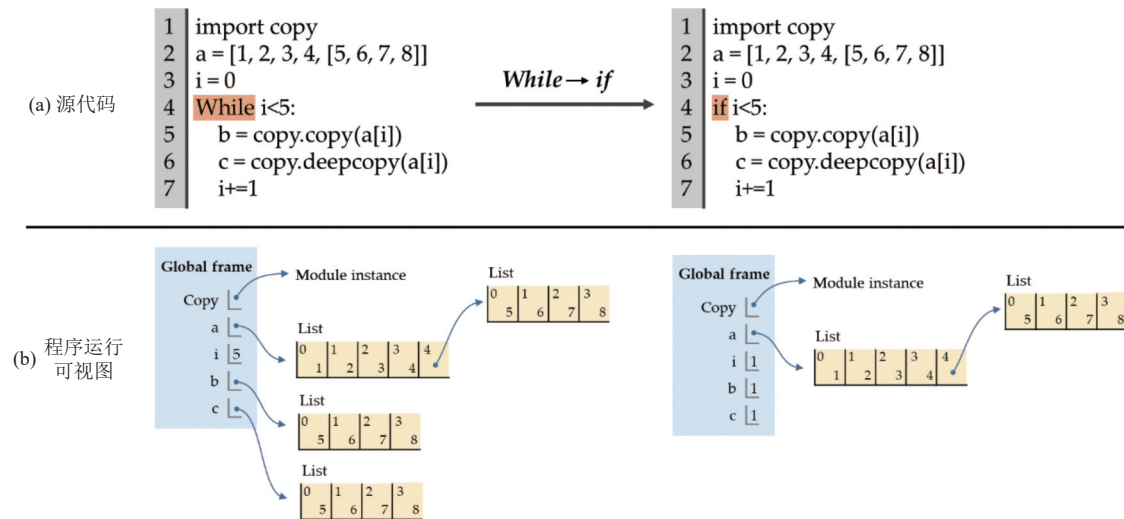 (a) 源代码
1 import copy
2 a = [1, 2, 3, 4, [5, 6, 7, 8]]
3 i = 0
4 While i<5:
5 b = copy.copy(a[i])
6 c = copy.deepcopy(a[i])
7 i+=1
While → if
1 import copy
2 a = [1, 2, 3, 4, [5, 6, 7, 8]]
3 i = 0
4 if i<5:
5 b = copy.copy(a[i])
6 c = copy.deepcopy(a[i])
7 i+=1
(b) 程序运行
可视图
Global frame
Copy
a
i 5
b
c
Module instance
List
0 1 2 3
5 6 7 8
List
0 1 2 3 4
1 2 3 4
List
0 1 2 3
5 6 7 8
List
0 1 2 3
5 6 7 8
Global frame
Copy
a
i 1
b 1
c 1
Module instance
List
0 1 2 3
5 6 7 8
List
0 1 2 3 4
1 2 3 4